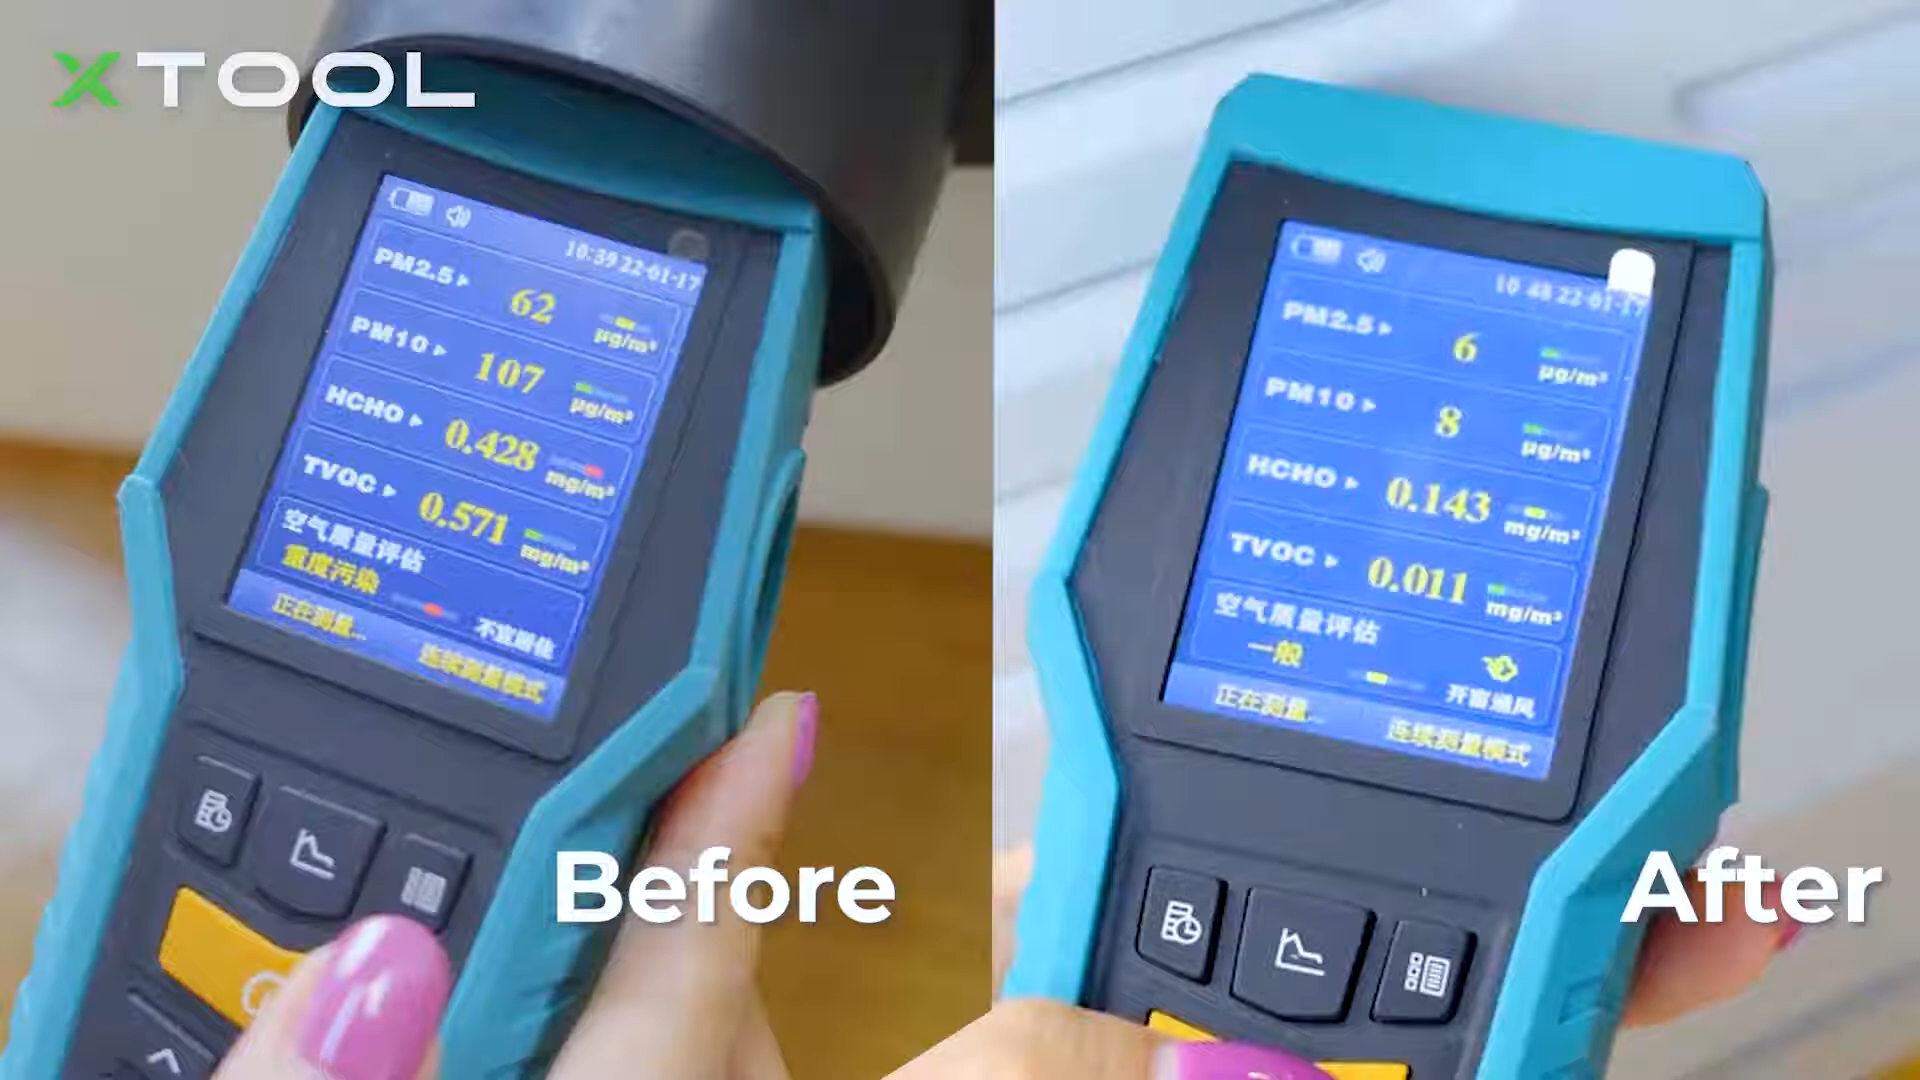 XTOOL
10:39 22-01-17
PM2.5 62 µg/m³
PM10 107 µg/m³
HCHO 0.428 mg/m³
TVOC 0.571 mg/m³
空气质量评估
重度污染
不宜居住
正在测量...
连续测量模式
Before
10 48 22-01-17
PM2.5 6 µg/m³
PM10 8 µg/m³
HCHO 0.143 mg/m³
TVOC 0.011 mg/m³
空气质量评估
一般
开窗通风
正在测量...
连续测量模式
After